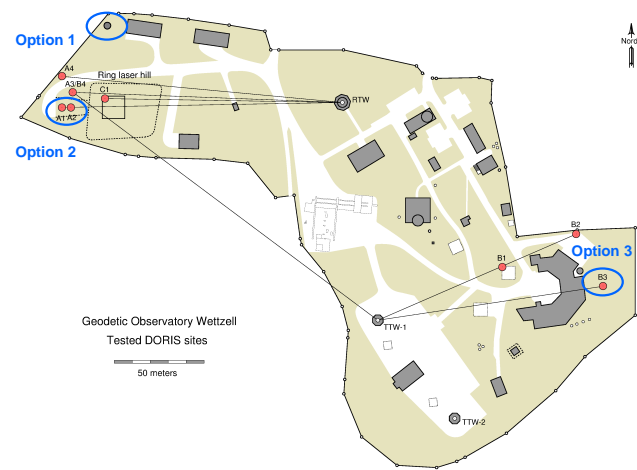 Option 1
Nord
A4
Ring laser hill
A3/B4
C1
RTW
A1 A2
Option 2
B2
Option 3
B1
B3
Geodetic Observatory Wettzell
TTW-1
Tested DORIS sites
50 meters
TTW-2